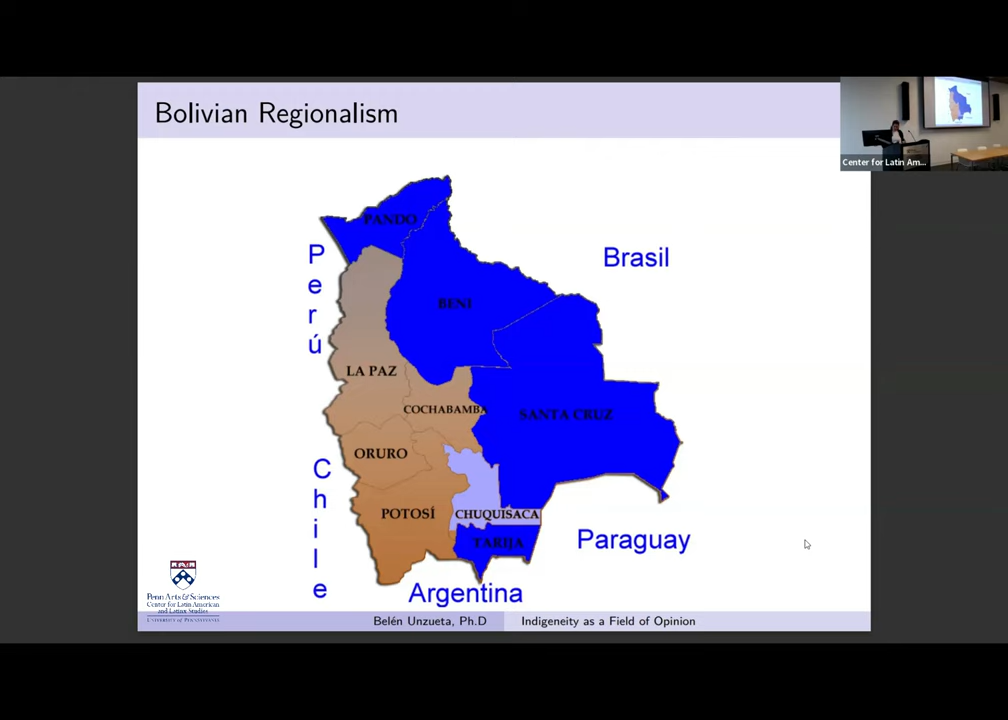 Bolivian Regionalism
Center for Latin Am...
PANDO
Perú
Brasil
BENI
LA PAZ
COCHABAMBA
SANTA CRUZ
ORURO
Chile
POTOSÍ
CHUQUISACA
TARIJA
Paraguay
Argentina
Penn Arts & Sciences
Center for Latin American
and Latinx Studies
UNIVERSITY of PENNSYLVANIA
Belén Unzueta, Ph.D
Indigeneity as a Field of Opinion